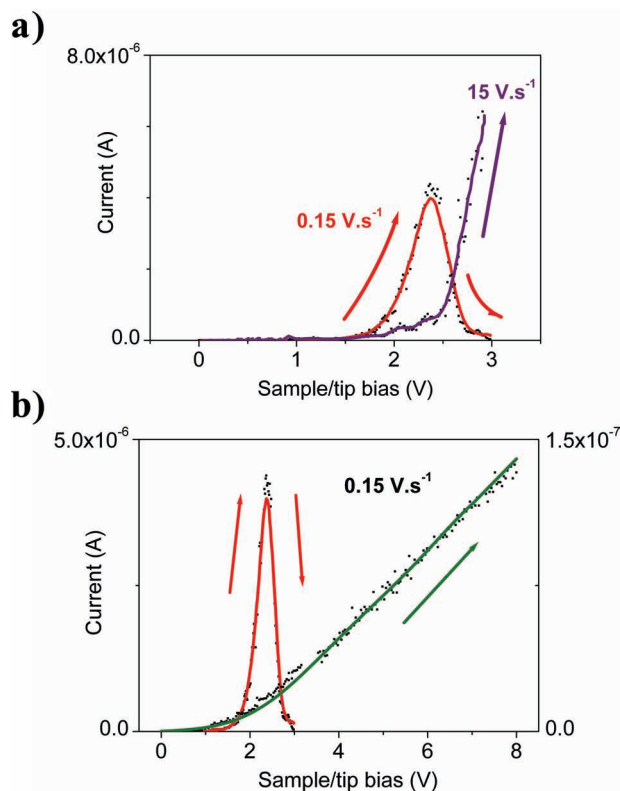 a)
8.0x10⁻⁶
15 V.s⁻¹
0.15 V.s⁻¹
Current (A)
0.0
0 1 2 3
Sample/tip bias (V)
b)
5.0x10⁻⁶ 1.5x10⁻⁷
0.15 V.s⁻¹
Current (A)
0.0 0.0
0 2 4 6 8
Sample/tip bias (V)